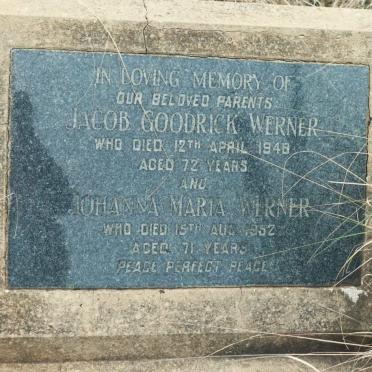 IN LOVING MEMORY OF
OUR BELOVED PARENTS
JACOB GOODRICK WERNER
WHO DIED 12TH APRIL 1948
AGED 72 YEARS
AND
JOHANNA MARIA WERNER
WHO DIED 15TH AUG 1952
AGED 71 YEARS
PEACE PERFECT PEACE